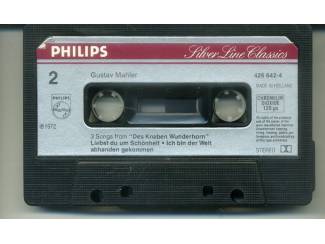 PHILIPS
Silver Line Classics
2
Gustav Mahler
426 642-4
MADE IN HOLLAND
CHROMIUM
DIOXIDE
120 µs
℗ 1972
3 Songs from "Des Knaben Wunderhorn"
Liebst du um Schönheit • Ich bin der Welt
abhanden gekommen
STEREO